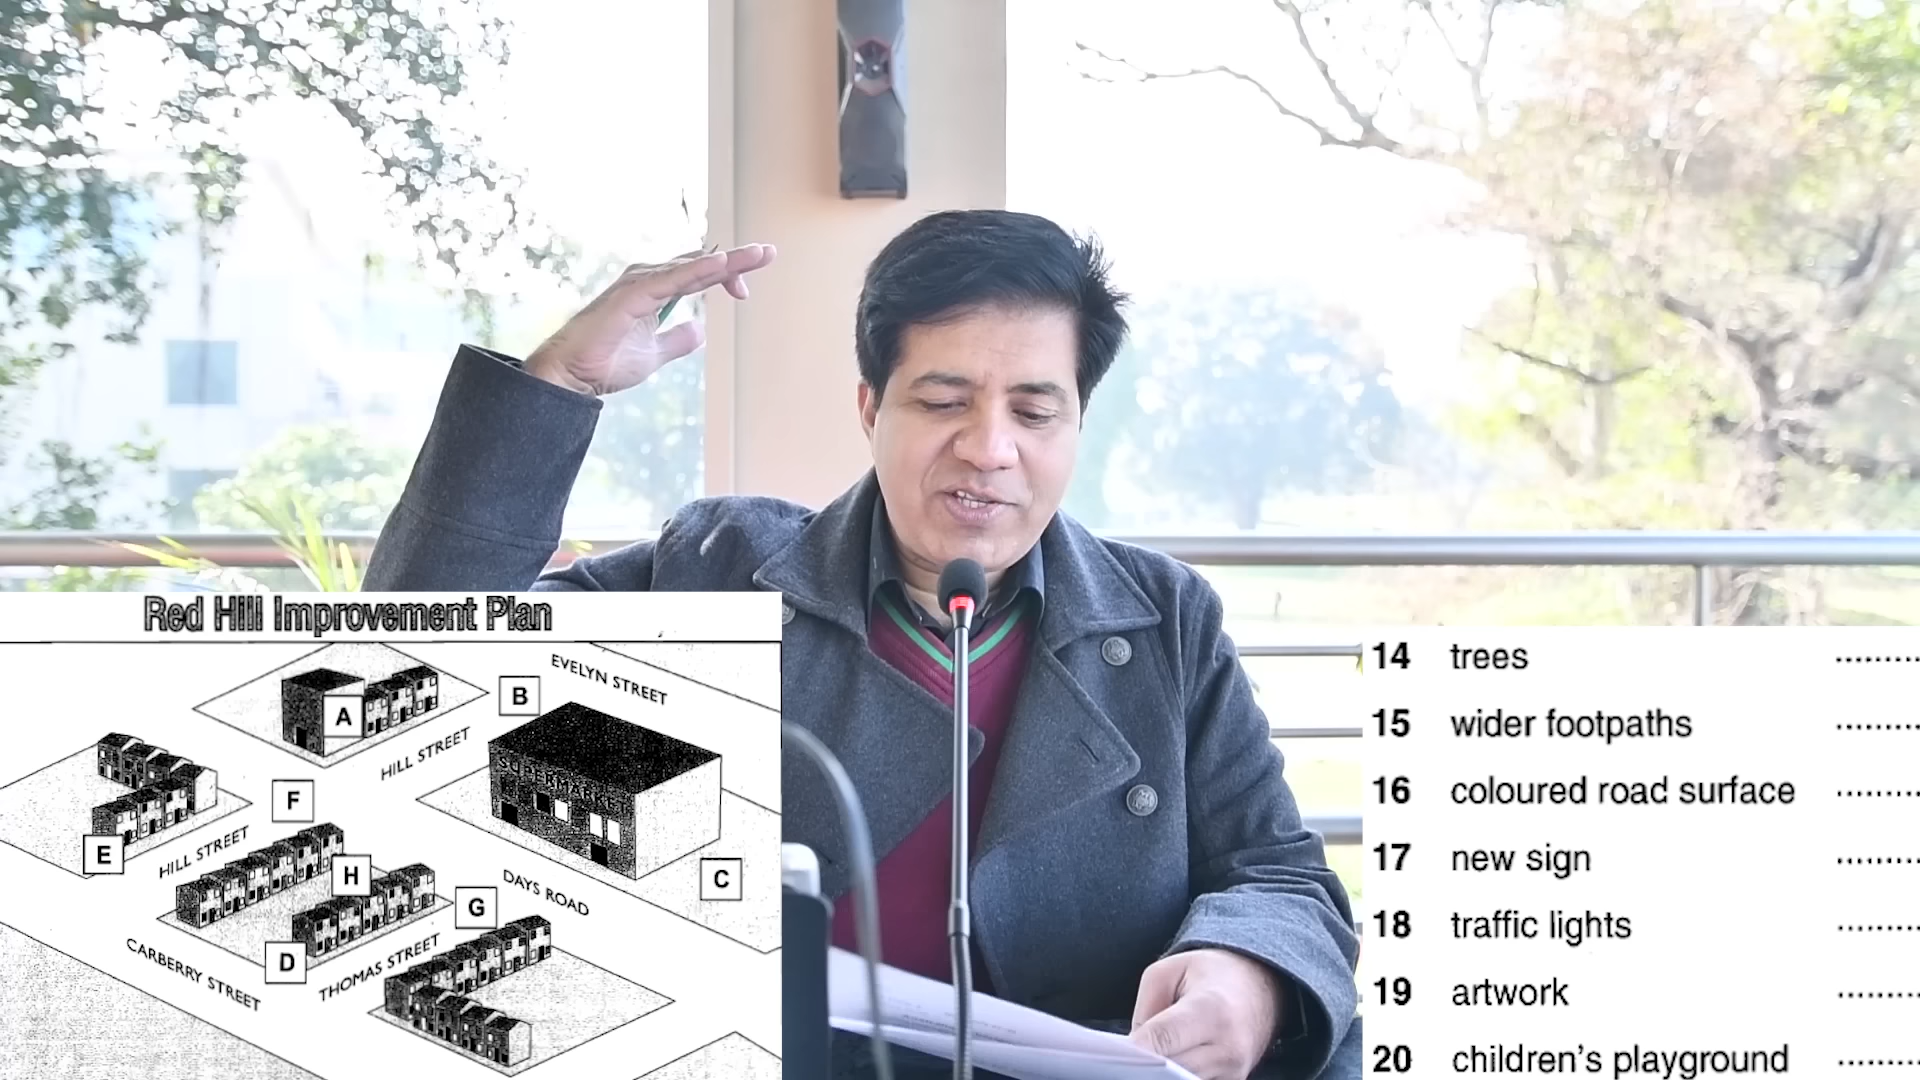 Red Hill Improvement Plan
EVELYN STREET
B
A
HILL STREET
SUPERMARKET
F
E
HILL STREET
H
C
DAYS ROAD
G
D
THOMAS STREET
CARBERRY STREET
14 trees ..........
15 wider footpaths ..........
16 coloured road surface ..........
17 new sign ..........
18 traffic lights ..........
19 artwork ..........
20 children's playground ..........